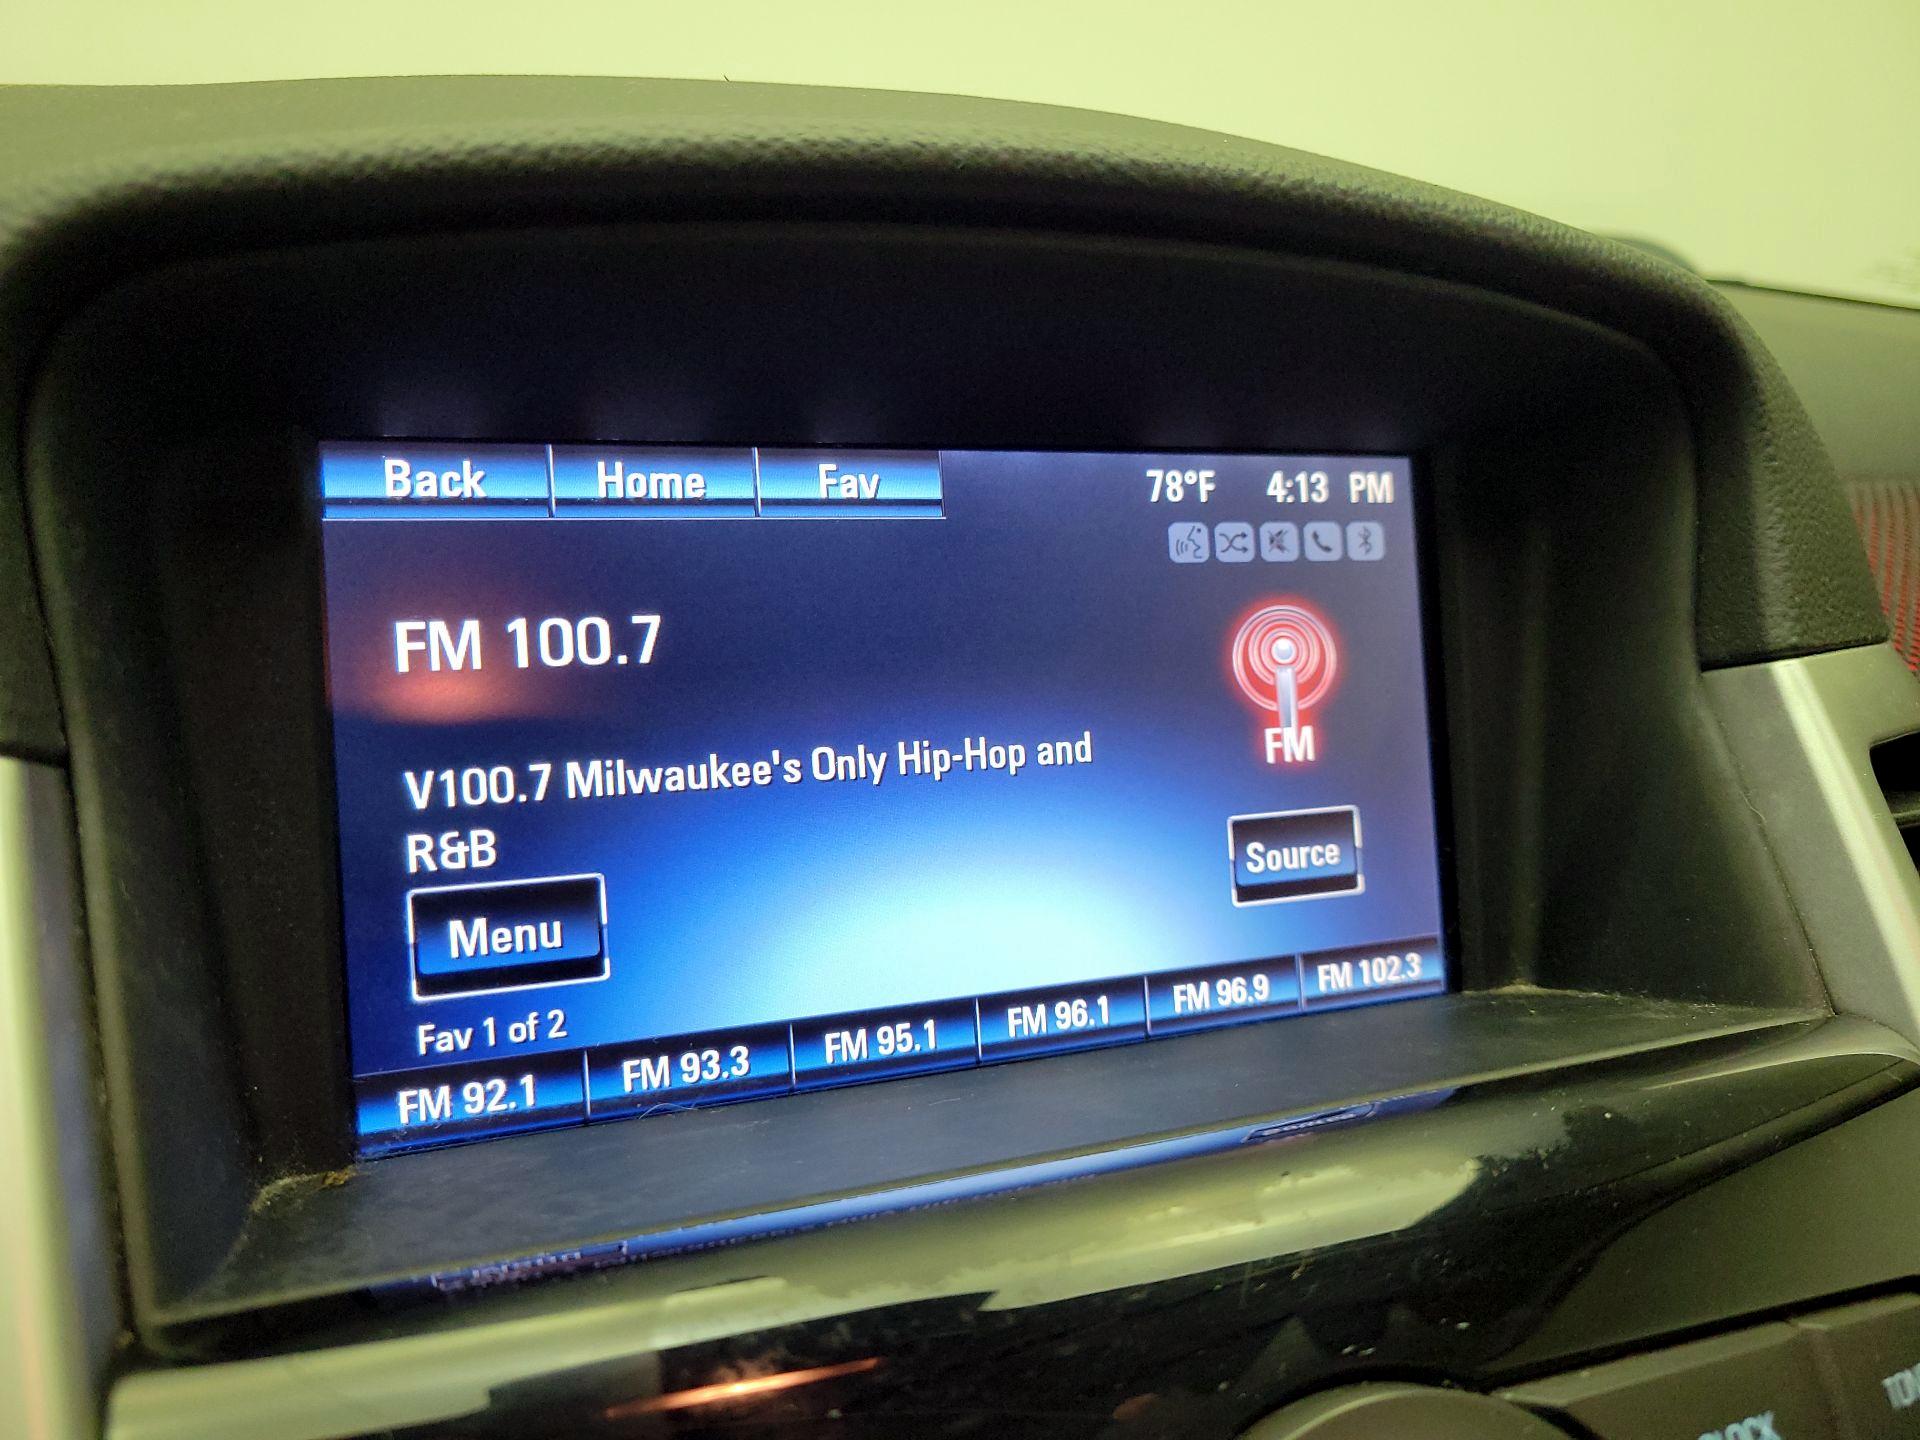 Back Home Fav 78°F 4:13 PM
FM 100.7
FM
V100.7 Milwaukee's Only Hip-Hop and
R&B
Source
Menu
Fav 1 of 2
FM 92.1 FM 93.3 FM 95.1 FM 96.1 FM 96.9 FM 102.3